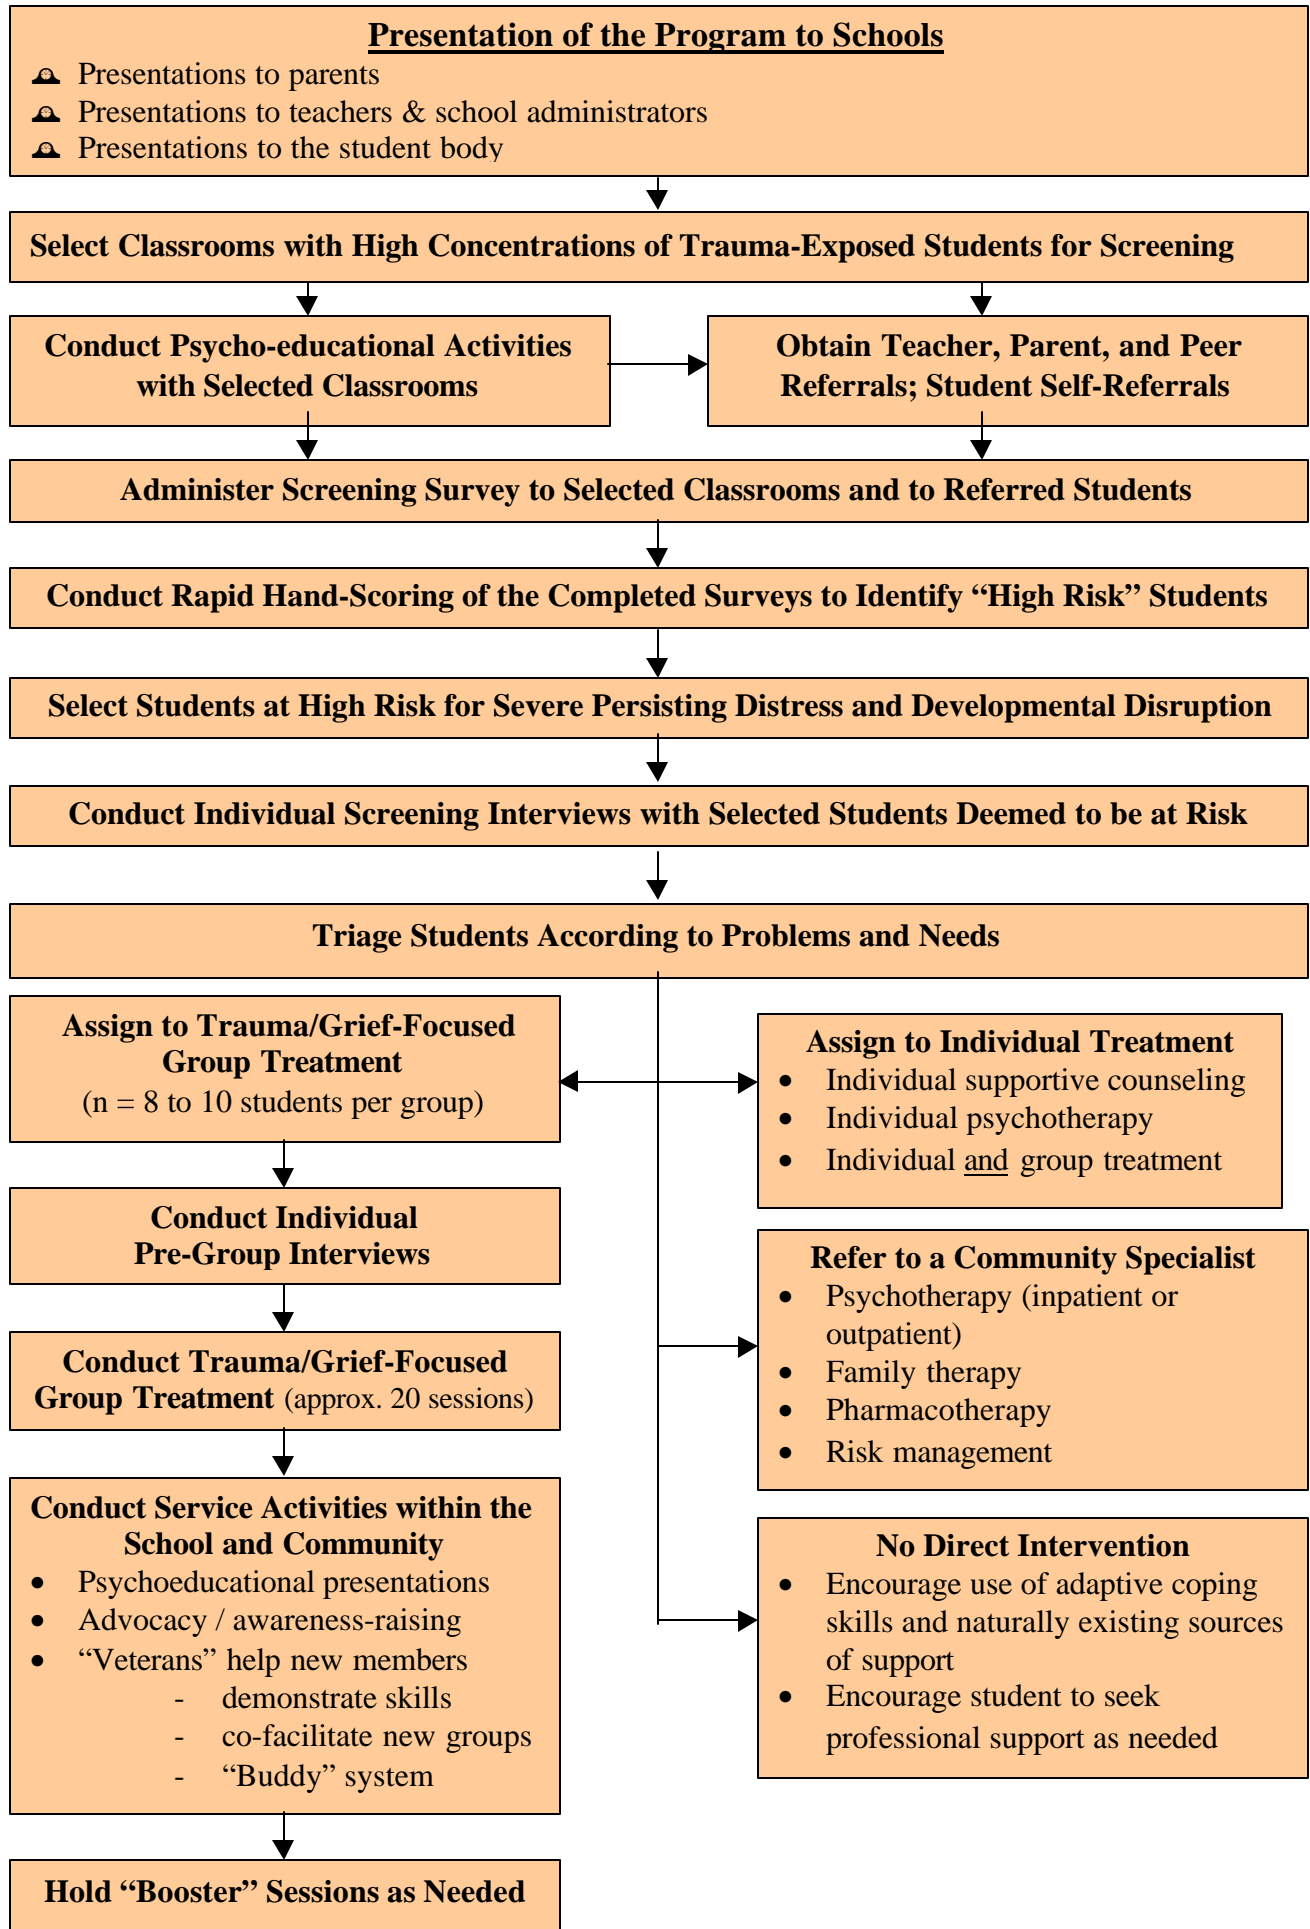 Presentation of the Program to Schools
Presentations to parents
Presentations to teachers & school administrators
Presentations to the student body
Select Classrooms with High Concentrations of Trauma-Exposed Students for Screening
Conduct Psycho-educational Activities
with Selected Classrooms
Obtain Teacher, Parent, and Peer
Referrals; Student Self-Referrals
Administer Screening Survey to Selected Classrooms and to Referred Students
Conduct Rapid Hand-Scoring of the Completed Surveys to Identify “High Risk” Students
Select Students at High Risk for Severe Persisting Distress and Developmental Disruption
Conduct Individual Screening Interviews with Selected Students Deemed to be at Risk
Triage Students According to Problems and Needs
Assign to Trauma/Grief-Focused
Group Treatment
(n = 8 to 10 students per group)
Conduct Individual
Pre-Group Interviews
Conduct Trauma/Grief-Focused
Group Treatment (approx. 20 sessions)
Conduct Service Activities within the
School and Community
• Psychoeducational presentations
• Advocacy / awareness-raising
• “Veterans” help new members
- demonstrate skills
- co-facilitate new groups
- “Buddy” system
Hold “Booster” Sessions as Needed
Assign to Individual Treatment
• Individual supportive counseling
• Individual psychotherapy
• Individual and group treatment
Refer to a Community Specialist
• Psychotherapy (inpatient or
outpatient)
• Family therapy
• Pharmacotherapy
• Risk management
No Direct Intervention
• Encourage use of adaptive coping
skills and naturally existing sources
of support
• Encourage student to seek
professional support as needed